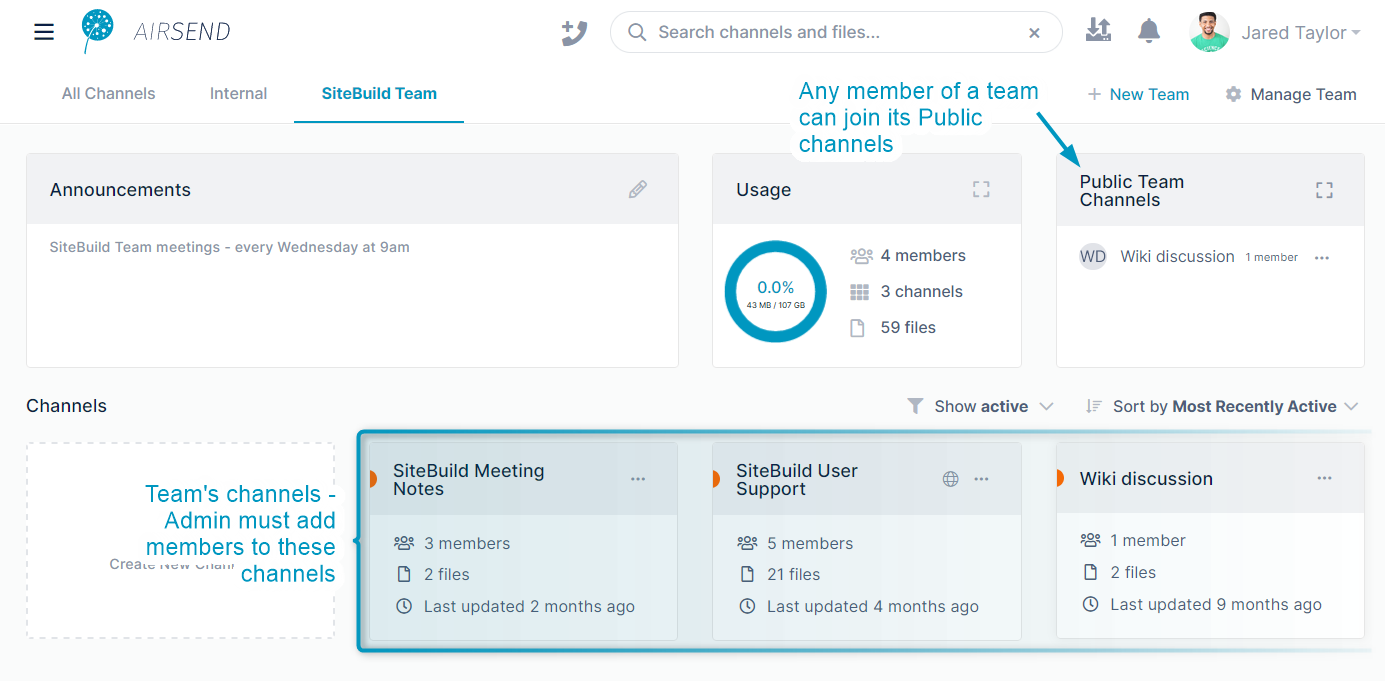 AIRSEND
Search channels and files...
Jared Taylor
All Channels
Internal
SiteBuild Team
Any member of a team
can join its Public
channels
New Team
Manage Team
Announcements
SiteBuild Team meetings - every Wednesday at 9am
Usage
0.0%
43 MB / 107 GB
4 members
3 channels
59 files
Public Team
Channels
WD
Wiki discussion
1 member
Channels
Show active
Sort by Most Recently Active
Team's channels -
Admin must add
members to these
channels
Create New Chann
SiteBuild Meeting
Notes
3 members
2 files
Last updated 2 months ago
SiteBuild User
Support
5 members
21 files
Last updated 4 months ago
Wiki discussion
1 member
2 files
Last updated 9 months ago